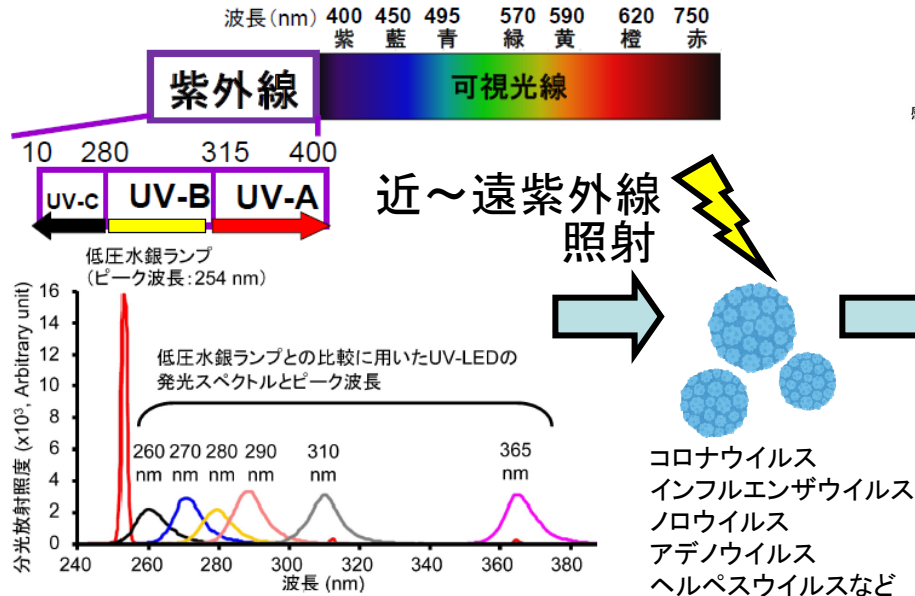 波長(nm) 400 450 495 570 590 620 750
紫 藍 青 緑 黄 橙 赤
紫外線
可視光線
10 280 315 400
UV-C UV-B UV-A
近～遠紫外線
照射
低圧水銀ランプ
(ピーク波長:254 nm)
低圧水銀ランプとの比較に用いたUV-LEDの
発光スペクトルとピーク波長
分光放射照度 (x10³, Arbitrary unit)
16
14
12
10
8
6
4
2
0
260 270 280 290 310 365
nm nm nm nm nm nm
240 260 280 300 320 340 360 380
波長 (nm)
コロナウイルス
インフルエンザウイルス
ノロウイルス
アデノウイルス
ヘルペスウイルスなど